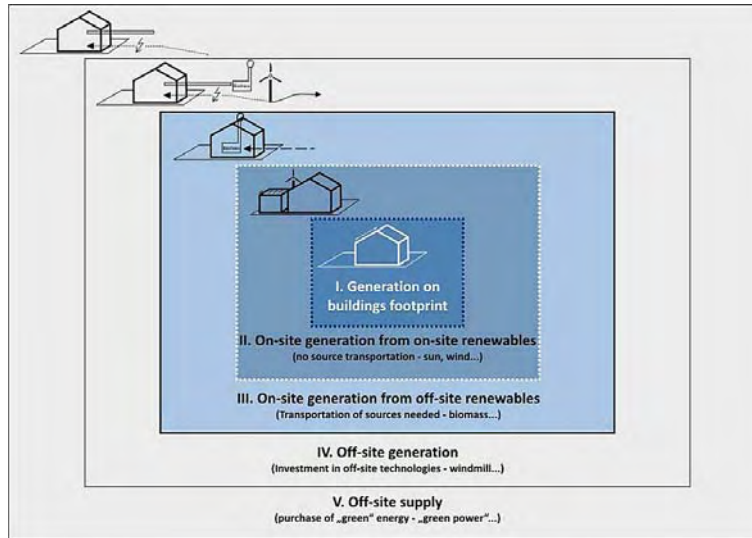 I. Generation on
buildings footprint
II. On-site generation from on-site renewables
(no source transportation - sun, wind...)
III. On-site generation from off-site renewables
(Transportation of sources needed - biomass...)
IV. Off-site generation
(Investment in off-site technologies - windmill...)
V. Off-site supply
(purchase of „green“ energy - „green power“...)